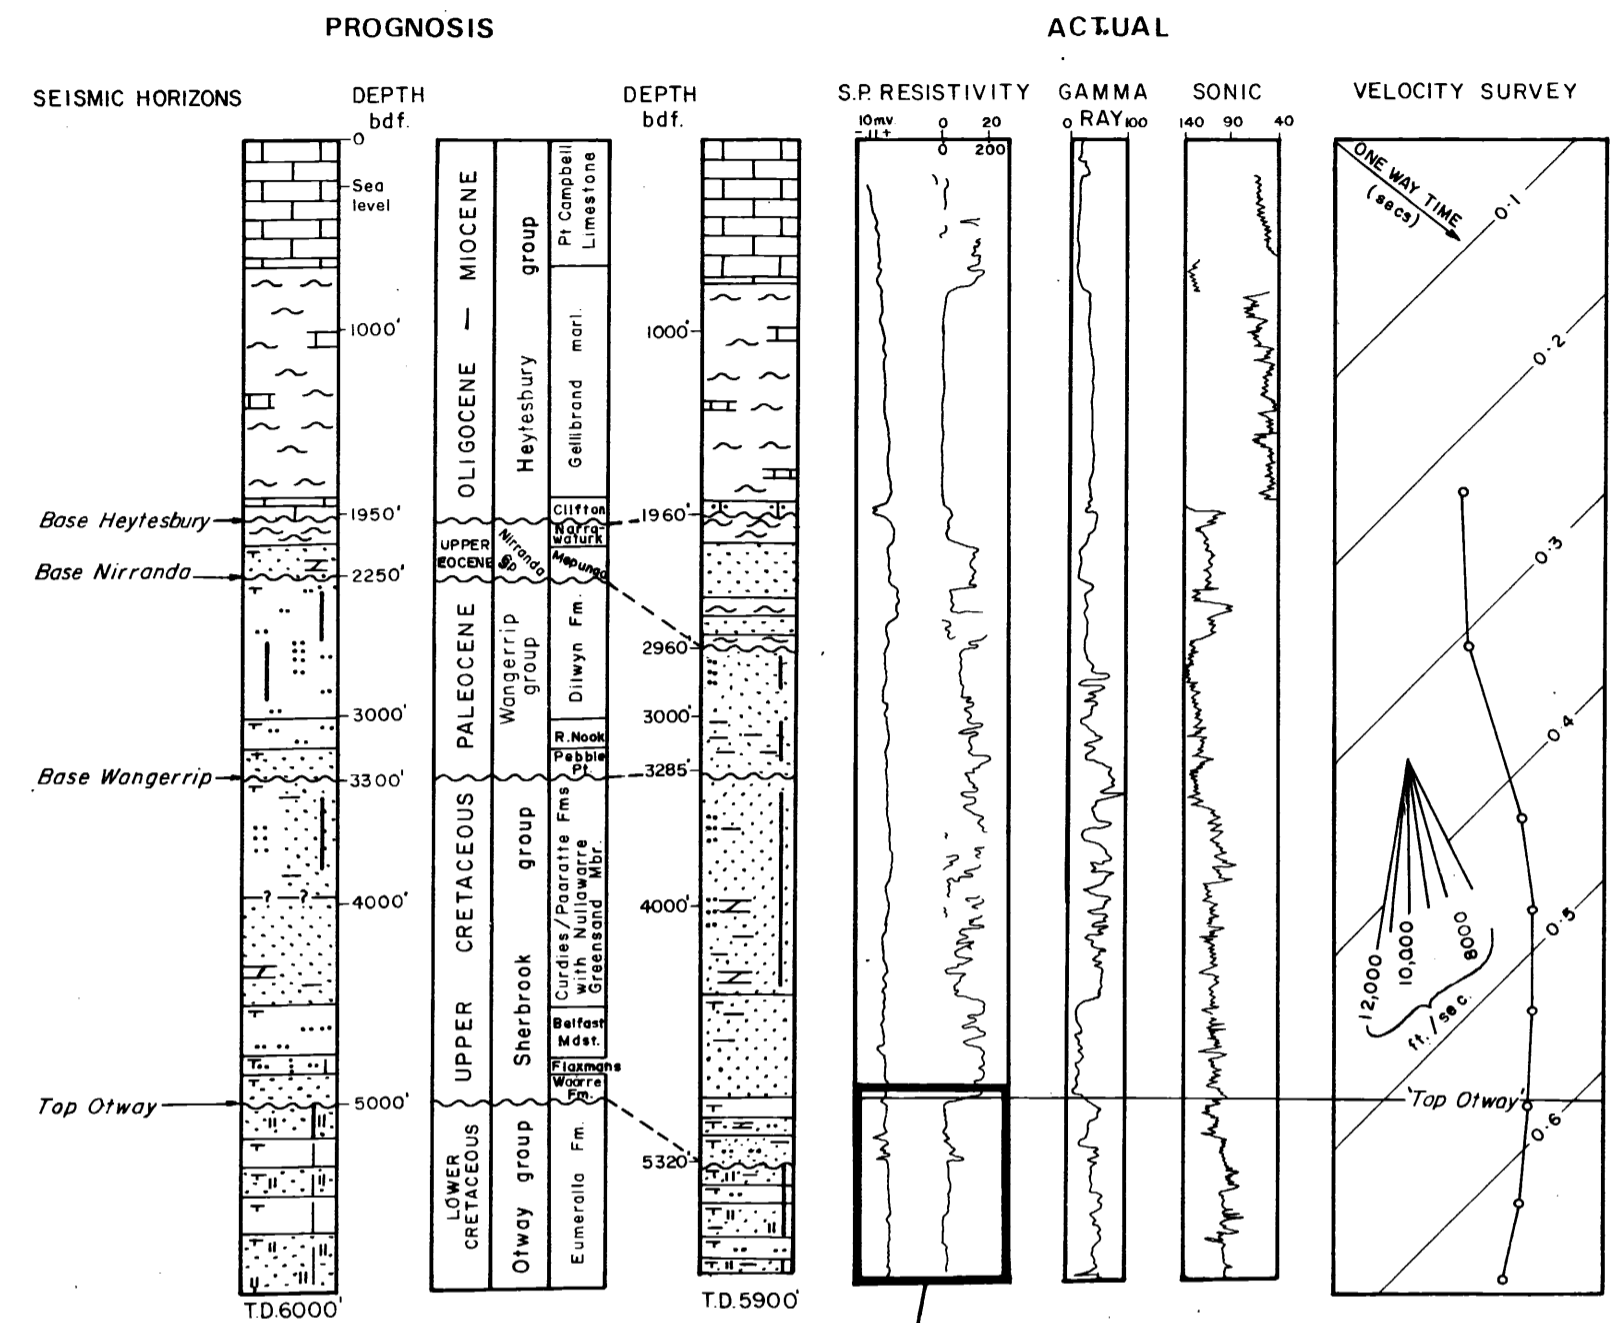 PROGNOSIS
ACTUAL
SEISMIC HORIZONS
DEPTH
bdf.
DEPTH
bdf.
S.P. RESISTIVITY
GAMMA
RAY
SONIC
VELOCITY SURVEY
10mv
- +
0 20
0 200
0 100
140 90 40
0
Sea
level
1000'
1950'
2250'
3000'
3300'
4000'
5000'
T.D.6000'
Base Heytesbury
Base Nirranda
Base Wangerrip
Top Otway
OLIGOCENE — MIOCENE
UPPER
EOCENE
PALEOCENE
UPPER CRETACEOUS
LOWER
CRETACEOUS
Heytesbury group
Nirranda
Gp
Wangerrip
group
Sherbrook group
Otway group
Pt Campbell
Limestone
Gellibrand marl.
Clifton
Narra-
waturk
Mepunga
Dilwyn Fm.
R.Nook
Pebble
Pt.
Curdies/Paaratte Fms
with Nullawarre
Greensand Mbr.
Belfast
Mdst.
Flaxmans
Waarre
Fm.
Eumeralla Fm.
1000'
1960'
2960'
3000'
3285'
4000'
5320'
T.D.5900'
? ?
ONE WAY TIME
(secs)
0·1
0·2
0·3
0·4
0·5
0·6
12,000
10,000
8000
ft./sec.
'Top Otway'